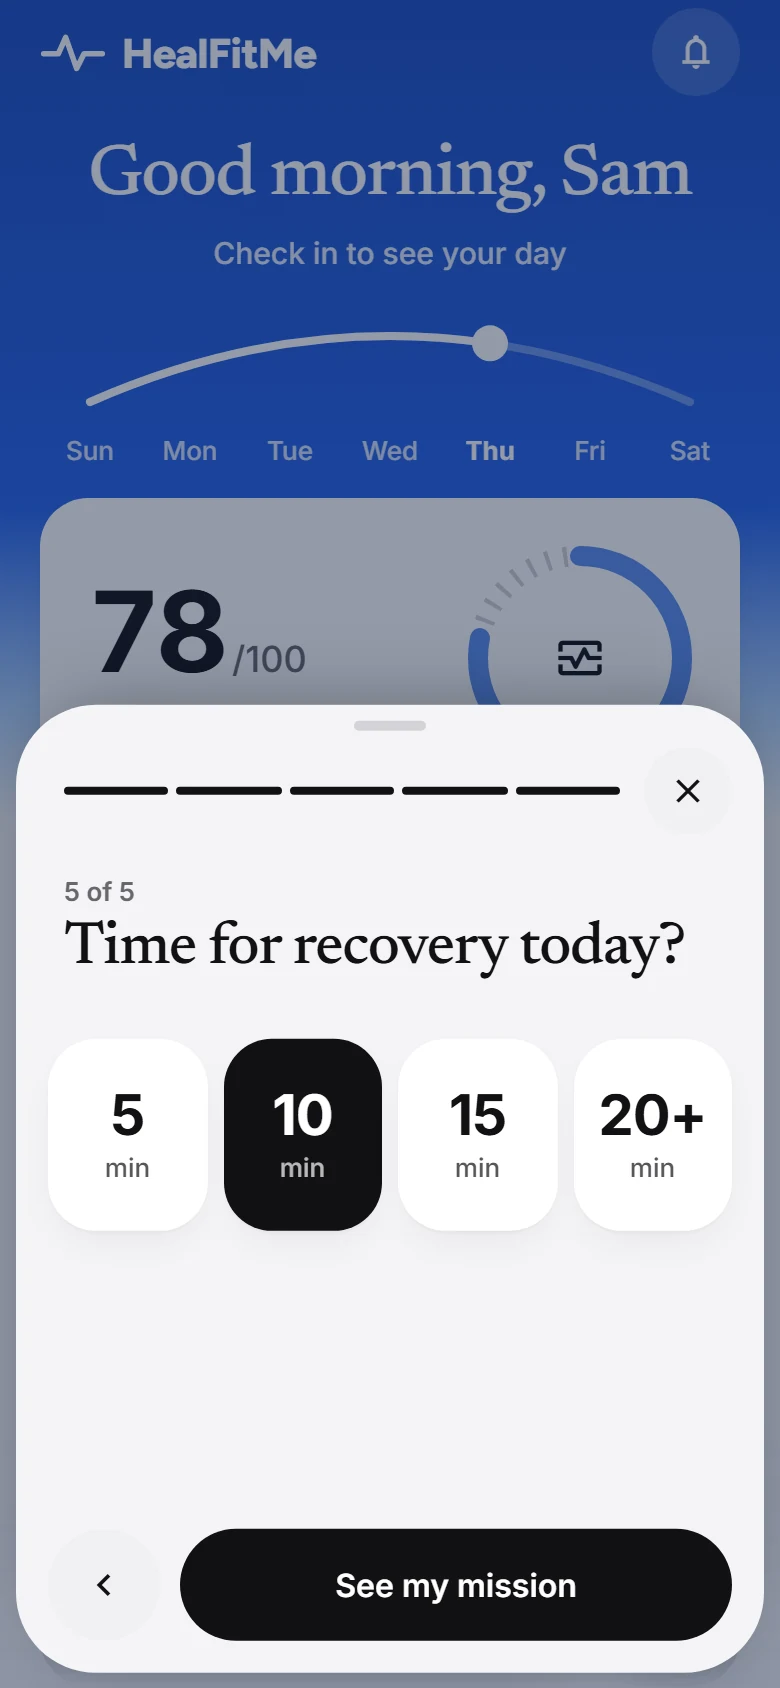 HealFitMe
Good morning, Sam
Check in to see your day
Sun Mon Tue Wed Thu Fri Sat
78/100
5 of 5
Time for recovery today?
5 10 15 20+
min min min min
See my mission